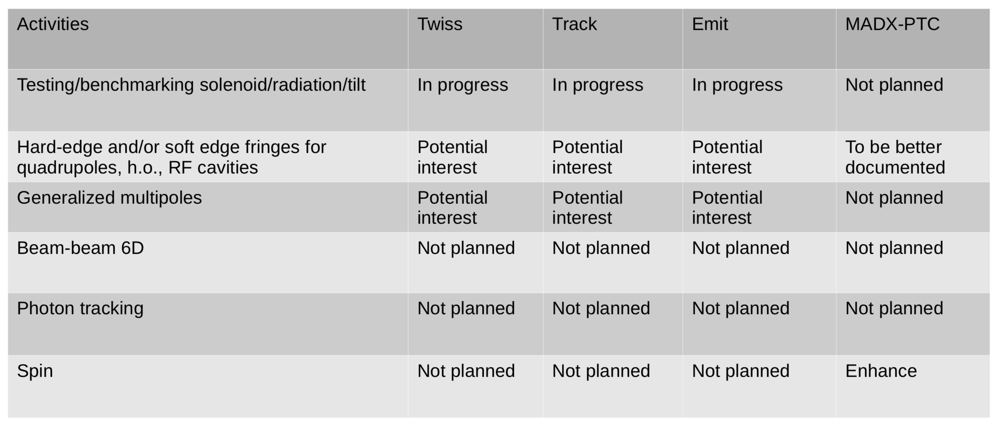 Activities Twiss Track Emit MADX-PTC
Testing/benchmarking solenoid/radiation/tilt In progress In progress In progress Not planned
Hard-edge and/or soft edge fringes for Potential Potential Potential To be better
quadrupoles, h.o., RF cavities interest interest interest documented
Generalized multipoles Potential Potential Potential Not planned
interest interest interest
Beam-beam 6D Not planned Not planned Not planned Not planned
Photon tracking Not planned Not planned Not planned Not planned
Spin Not planned Not planned Not planned Enhance